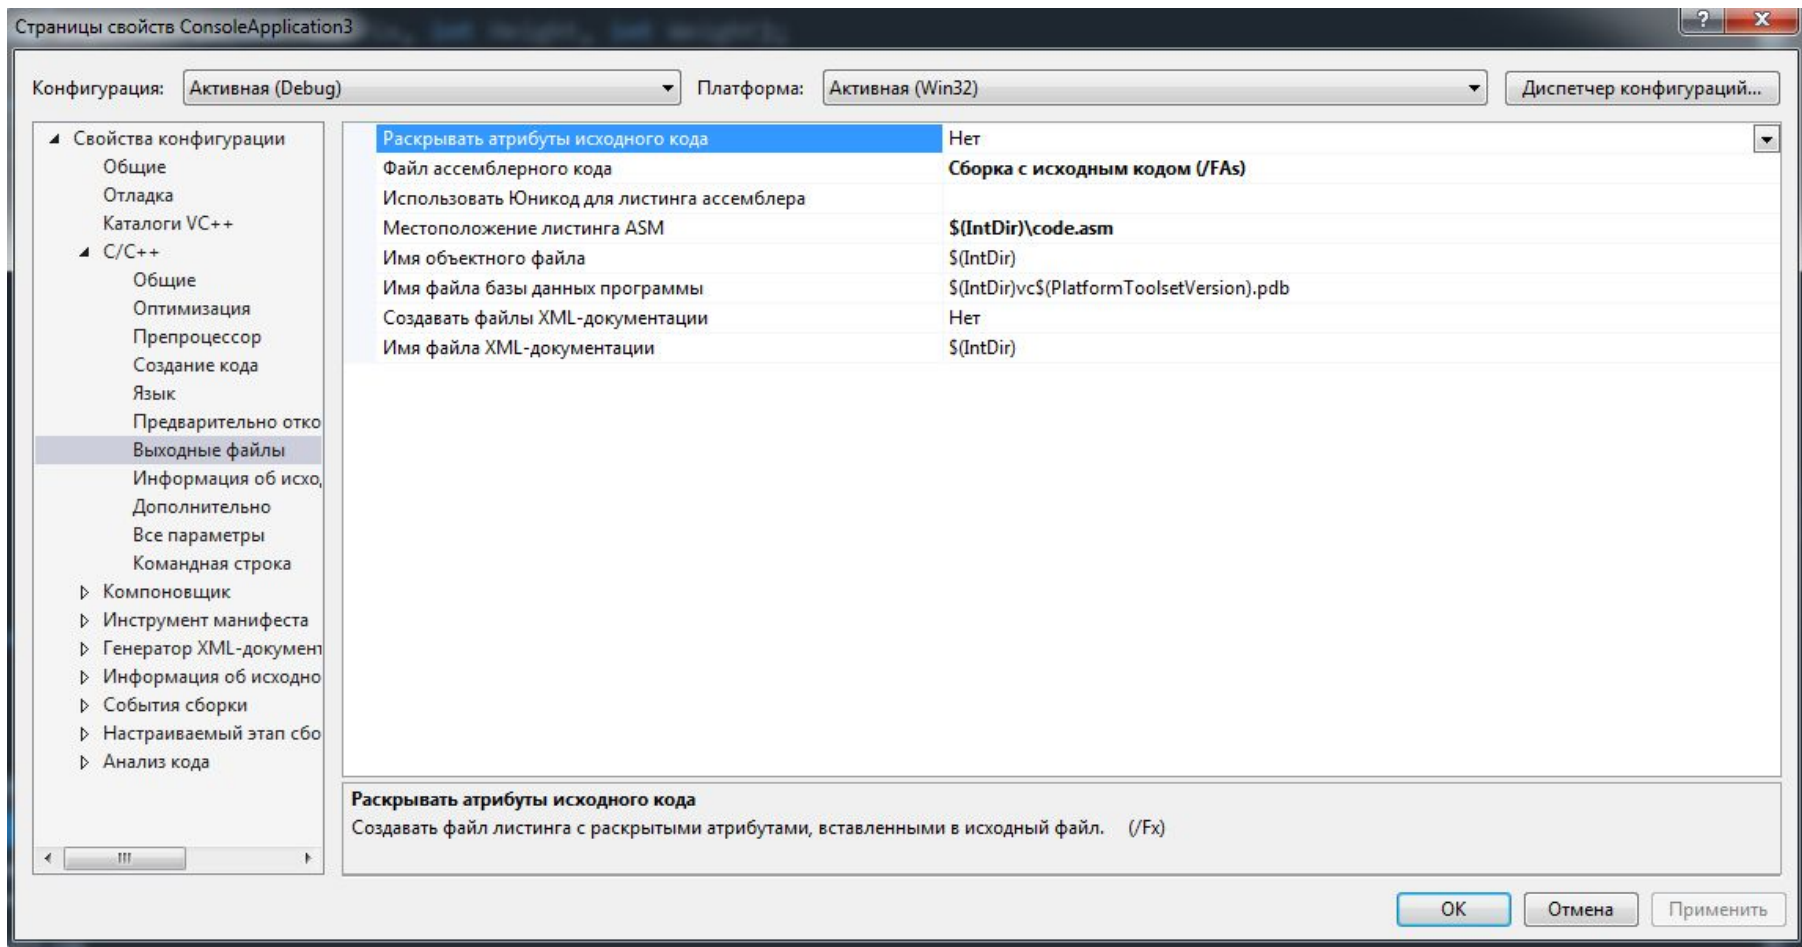 Страницы свойств ConsoleApplication3
Конфигурация: Активная (Debug) Платформа: Активная (Win32) Диспетчер конфигураций...
Свойства конфигурации
Общие
Отладка
Каталоги VC++
C/C++
Общие
Оптимизация
Препроцессор
Создание кода
Язык
Предварительно отко
Выходные файлы
Информация об исхо
Дополнительно
Все параметры
Командная строка
Компоновщик
Инструмент манифеста
Генератор XML-документ
Информация об исходно
События сборки
Настраиваемый этап сбо
Анализ кода
Раскрывать атрибуты исходного кода Нет
Файл ассемблерного кода Сборка с исходным кодом (/FAs)
Использовать Юникод для листинга ассемблера
Местоположение листинга ASM $(IntDir)\code.asm
Имя объектного файла $(IntDir)
Имя файла базы данных программы $(IntDir)vc$(PlatformToolsetVersion).pdb
Создавать файлы XML-документации Нет
Имя файла XML-документации $(IntDir)
Раскрывать атрибуты исходного кода
Создавать файл листинга с раскрытыми атрибутами, вставленными в исходный файл. (/Fx)
ОК Отмена Применить